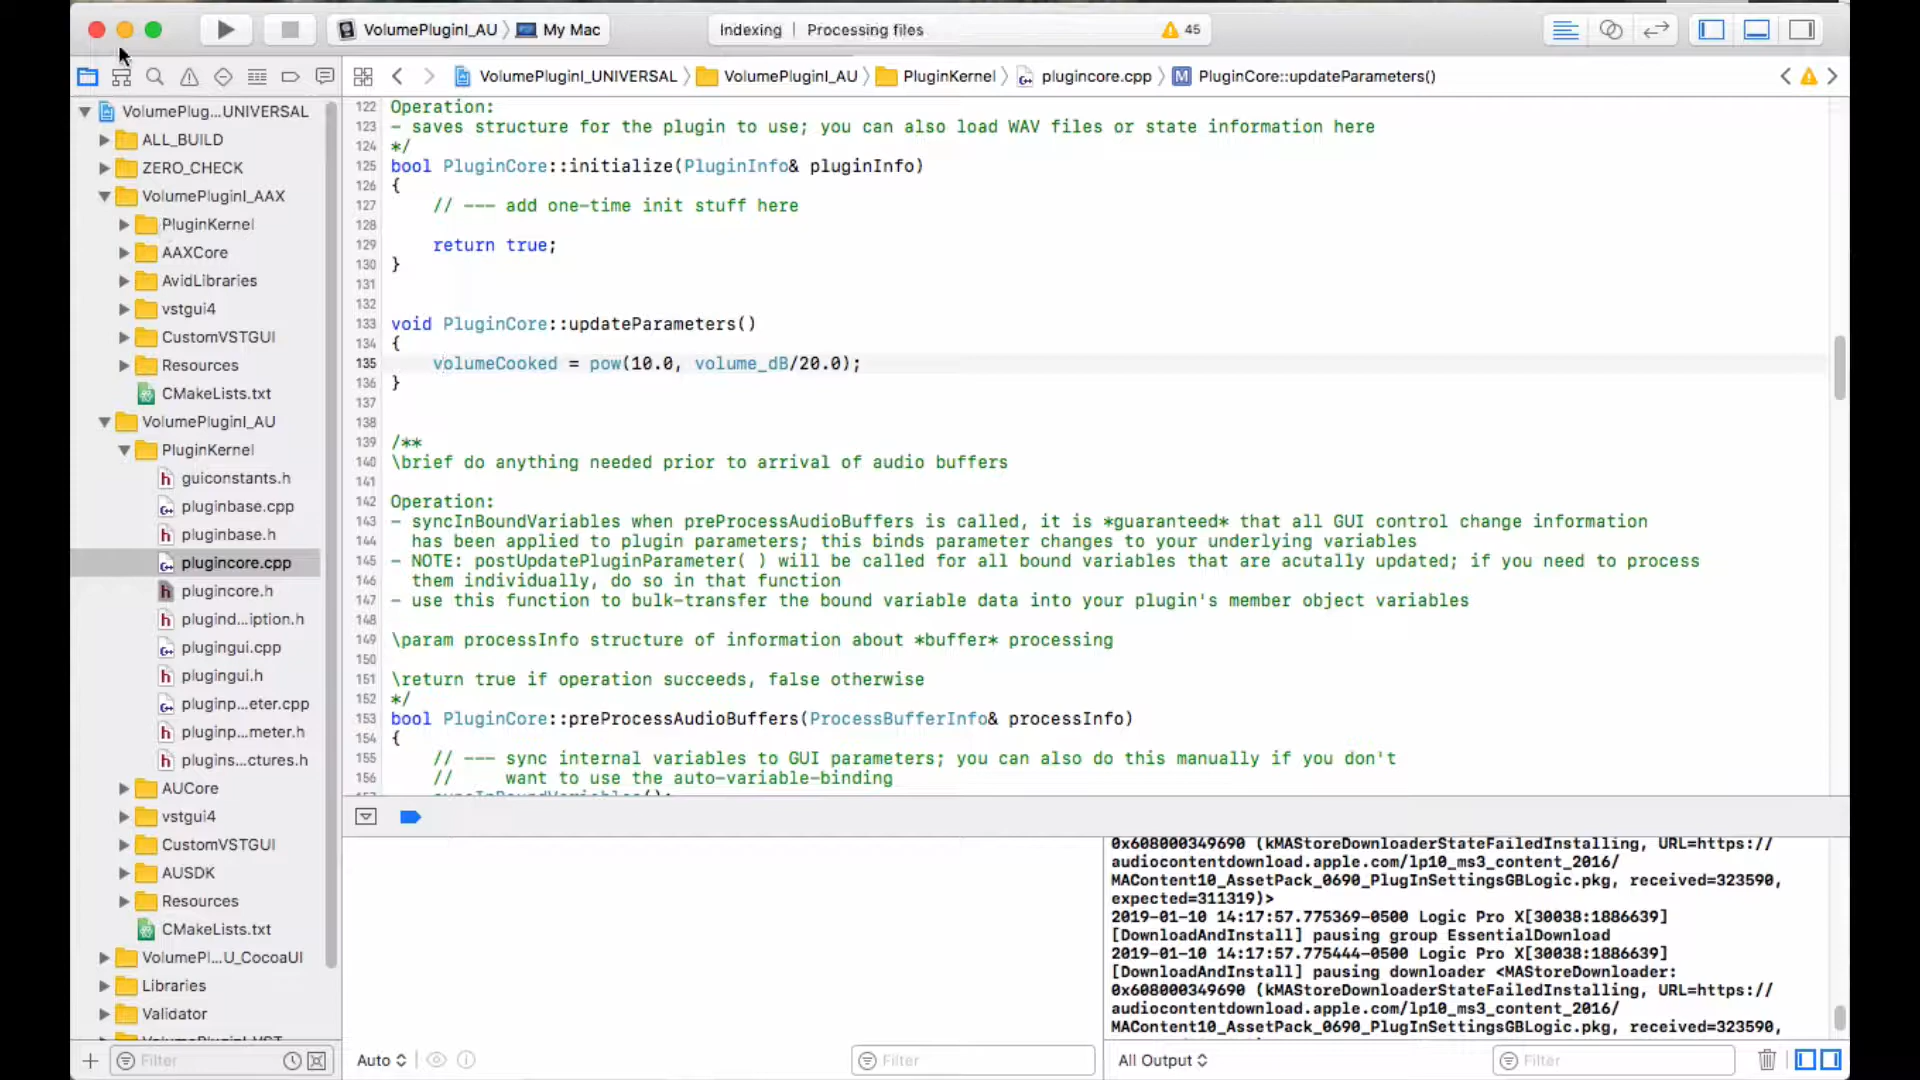 VolumePluginI_AU
My Mac
Indexing | Processing files
45
VolumePluginI_UNIVERSAL
VolumePluginI_AU
PluginKernel
plugincore.cpp
M PluginCore::updateParameters()
VolumePlug...UNIVERSAL
ALL_BUILD
ZERO_CHECK
VolumePluginI_AAX
PluginKernel
AAXCore
AvidLibraries
vstgui4
CustomVSTGUI
Resources
CMakeLists.txt
VolumePluginI_AU
PluginKernel
guiconstants.h
pluginbase.cpp
pluginbase.h
plugincore.cpp
plugincore.h
plugind...iption.h
plugingui.cpp
plugingui.h
pluginp...eter.cpp
pluginp...meter.h
plugins...ctures.h
AUCore
vstgui4
CustomVSTGUI
AUSDK
Resources
CMakeLists.txt
VolumePl...U_CocoaUI
Libraries
Validator
Filter
122 Operation:
123 - saves structure for the plugin to use; you can also load WAV files or state information here
124 */
125 bool PluginCore::initialize(PluginInfo& pluginInfo)
126 {
127 // --- add one-time init stuff here
128
129 return true;
130 }
131
132
133 void PluginCore::updateParameters()
134 {
135 volumeCooked = pow(10.0, volume_dB/20.0);
136 }
137
138
139 /**
140 \brief do anything needed prior to arrival of audio buffers
141
142 Operation:
143 - syncInBoundVariables when preProcessAudioBuffers is called, it is *guaranteed* that all GUI control change information
144 has been applied to plugin parameters; this binds parameter changes to your underlying variables
145 - NOTE: postUpdatePluginParameter( ) will be called for all bound variables that are acutally updated; if you need to process
146 them individually, do so in that function
147 - use this function to bulk-transfer the bound variable data into your plugin's member object variables
148
149 \param processInfo structure of information about *buffer* processing
150
151 \return true if operation succeeds, false otherwise
152 */
153 bool PluginCore::preProcessAudioBuffers(ProcessBufferInfo& processInfo)
154 {
155 // --- sync internal variables to GUI parameters; you can also do this manually if you don't
156 // want to use the auto-variable-binding
Auto
Filter
0x608000349690 (kMAStoreDownloaderStateFailedInstalling, URL=https://
audiocontentdownload.apple.com/lp10_ms3_content_2016/
MAContent10_AssetPack_0690_PlugInSettingsGBLogic.pkg, received=323590,
expected=311319)>
2019-01-10 14:17:57.775369-0500 Logic Pro X[30038:1886639]
[DownloadAndInstall] pausing group EssentialDownload
2019-01-10 14:17:57.775444-0500 Logic Pro X[30038:1886639]
[DownloadAndInstall] pausing downloader <MAStoreDownloader:
0x608000349690 (kMAStoreDownloaderStateFailedInstalling, URL=https://
audiocontentdownload.apple.com/lp10_ms3_content_2016/
MAContent10_AssetPack_0690_PlugInSettingsGBLogic.pkg, received=323590,
All Output
Filter